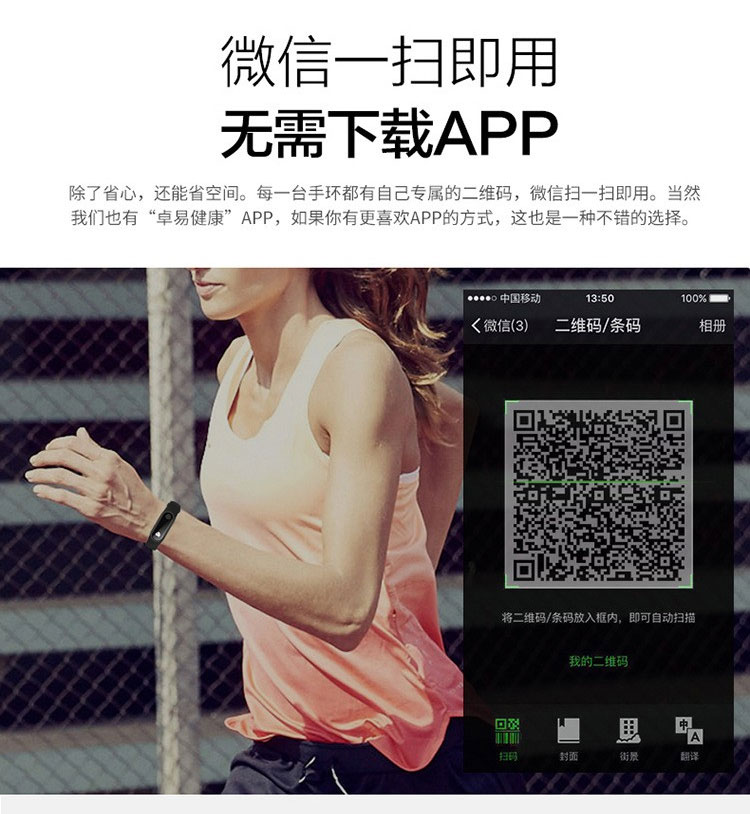 微信一扫即用
无需下载APP
除了省心，还能省空间。每一台手环都有自己专属的二维码，微信扫一扫即用。当然
我们也有“卓易健康”APP，如果你有更喜欢APP的方式，这也是一种不错的选择。
中国移动 13:50 100%
微信(3) 二维码/条码 相册
将二维码/条码放入框内，即可自动扫描
我的二维码
中 A
扫码 封面 街景 翻译